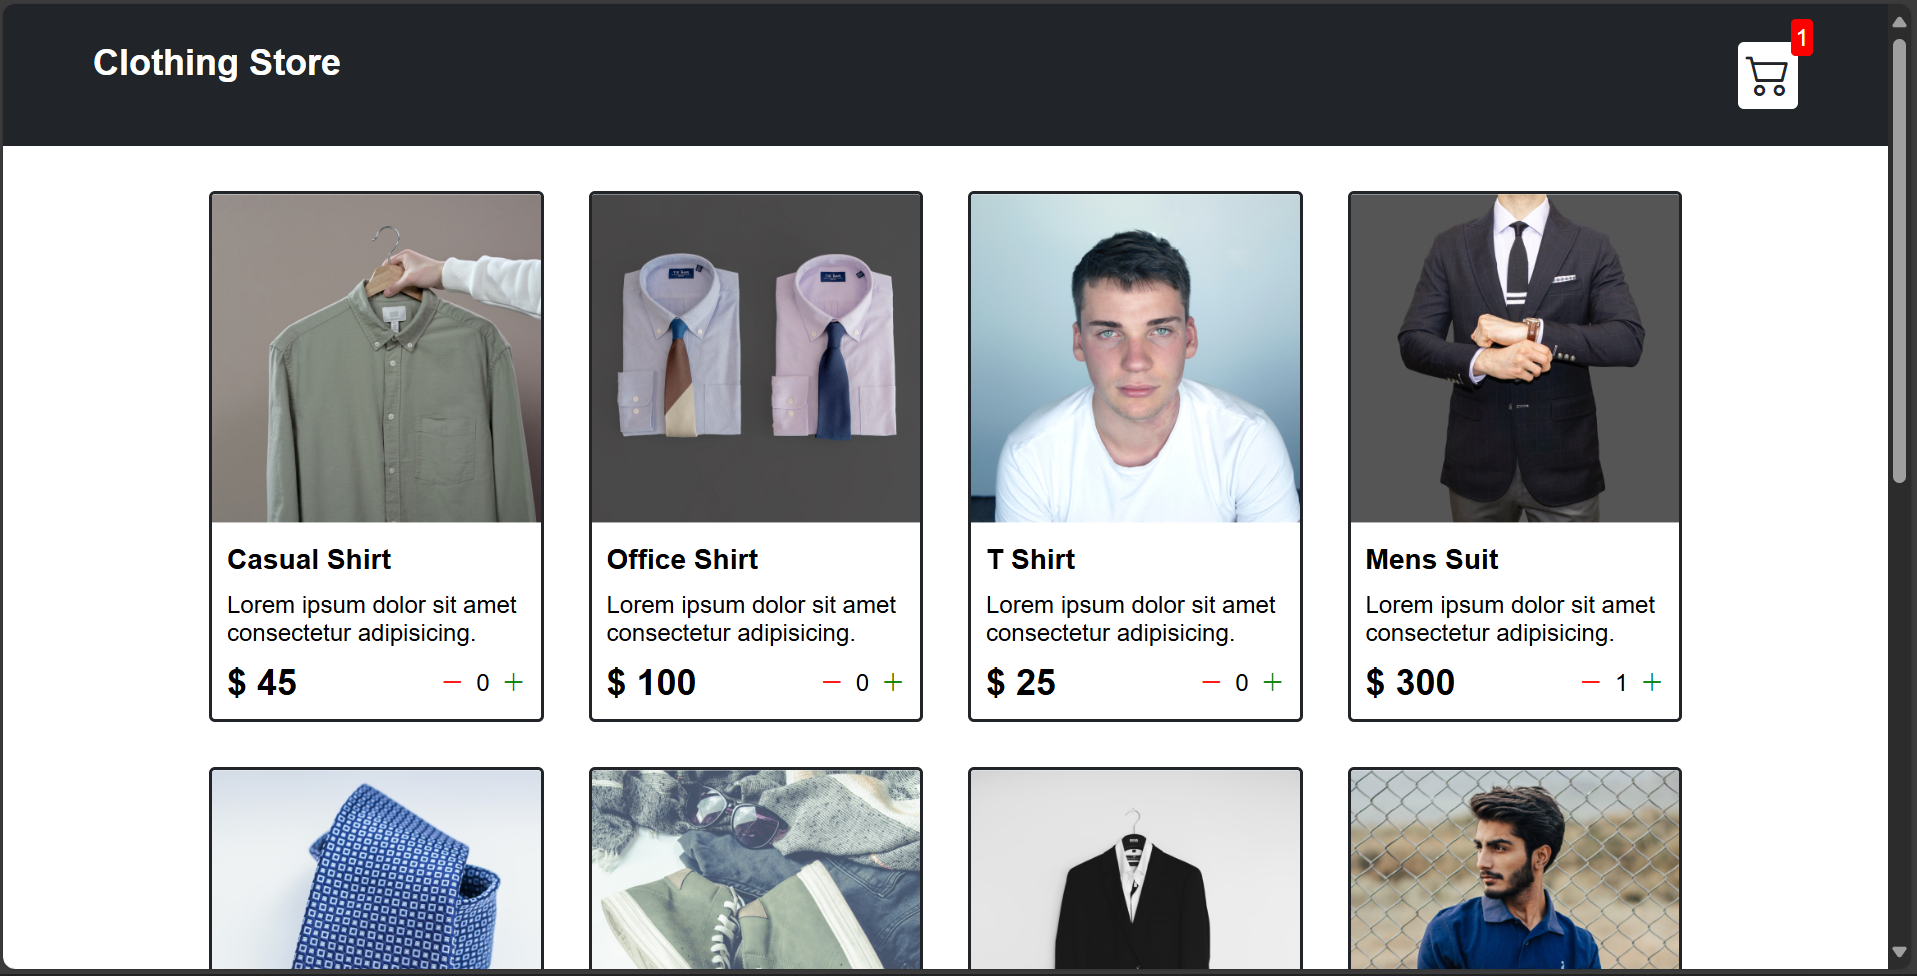 Clothing Store
1
Casual Shirt
Lorem ipsum dolor sit amet
consectetur adipisicing.
$ 45
− 0 +
Office Shirt
Lorem ipsum dolor sit amet
consectetur adipisicing.
$ 100
− 0 +
T Shirt
Lorem ipsum dolor sit amet
consectetur adipisicing.
$ 25
− 0 +
Mens Suit
Lorem ipsum dolor sit amet
consectetur adipisicing.
$ 300
− 1 +